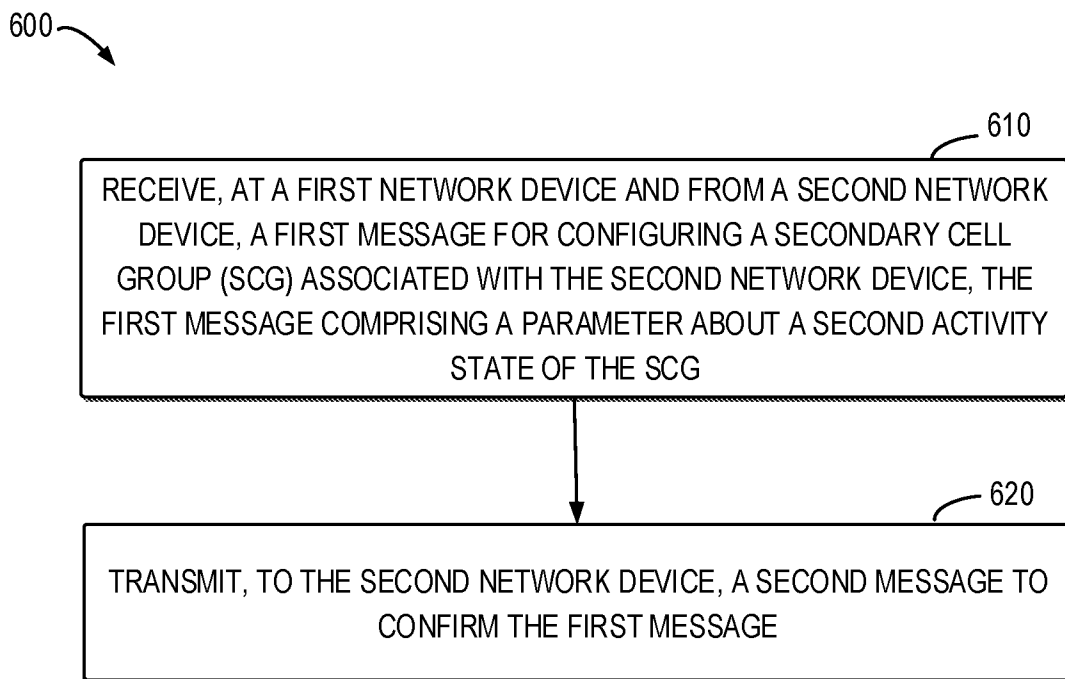 600
610
RECEIVE, AT A FIRST NETWORK DEVICE AND FROM A SECOND NETWORK
DEVICE, A FIRST MESSAGE FOR CONFIGURING A SECONDARY CELL
GROUP (SCG) ASSOCIATED WITH THE SECOND NETWORK DEVICE, THE
FIRST MESSAGE COMPRISING A PARAMETER ABOUT A SECOND ACTIVITY
STATE OF THE SCG
620
TRANSMIT, TO THE SECOND NETWORK DEVICE, A SECOND MESSAGE TO
CONFIRM THE FIRST MESSAGE